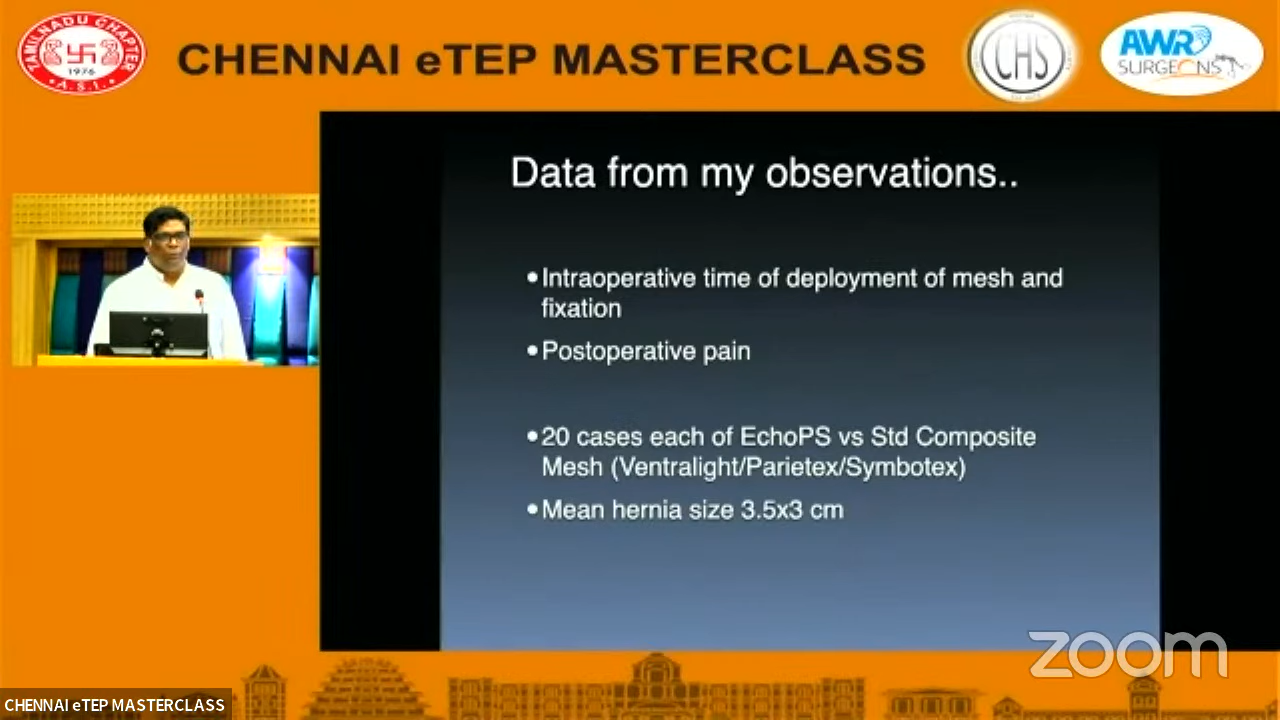 TAMILNADU CHAPTER
1976
A.S.I.
CHENNAI eTEP MASTERCLASS
CHS
AWR
SURGEONS
Data from my observations..
•Intraoperative time of deployment of mesh and
fixation
•Postoperative pain
•20 cases each of EchoPS vs Std Composite
Mesh (Ventralight/Parietex/Symbotex)
•Mean hernia size 3.5x3 cm
zoom
CHENNAI eTEP MASTERCLASS